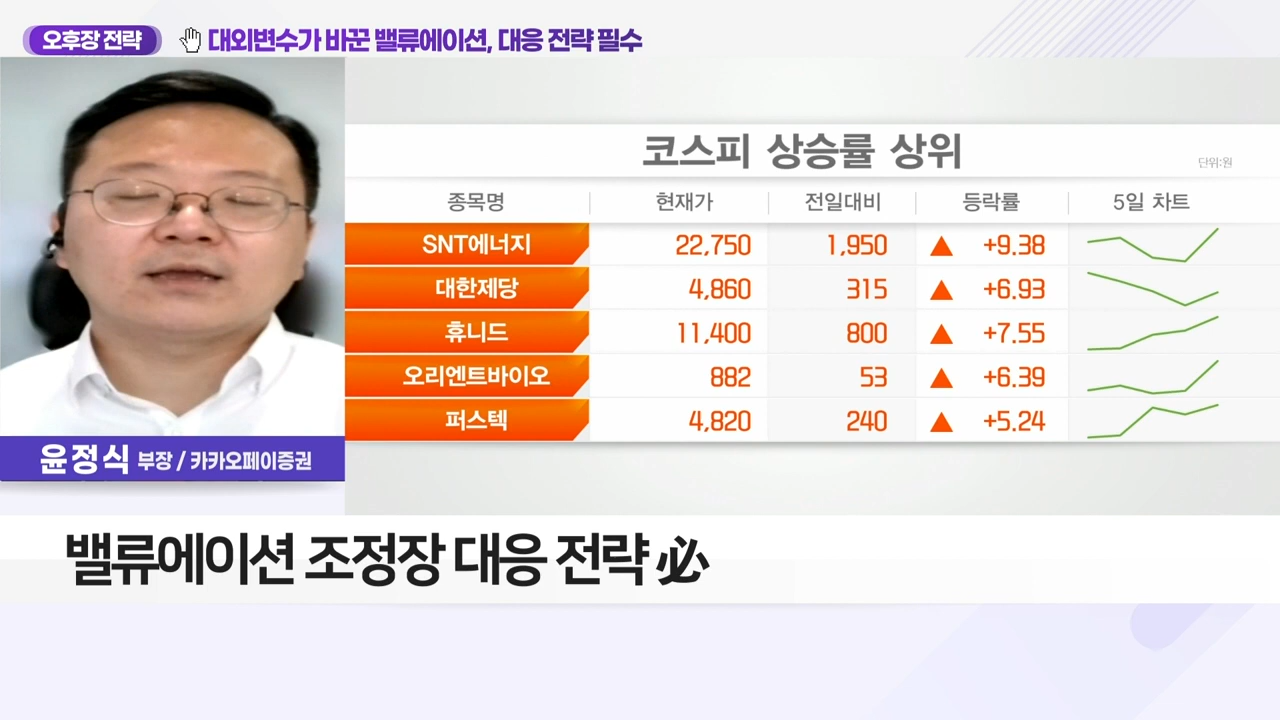 오후장 전략 대외변수가 바꾼 밸류에이션, 대응 전략 필수
코스피 상승률 상위
단위:원
종목명 현재가 전일대비 등락률 5일 차트
SNT에너지 22,750 1,950 ▲ +9.38
대한제당 4,860 315 ▲ +6.93
휴니드 11,400 800 ▲ +7.55
오리엔트바이오 882 53 ▲ +6.39
퍼스텍 4,820 240 ▲ +5.24
윤정식 부장 / 카카오페이증권
밸류에이션 조정장 대응 전략 必